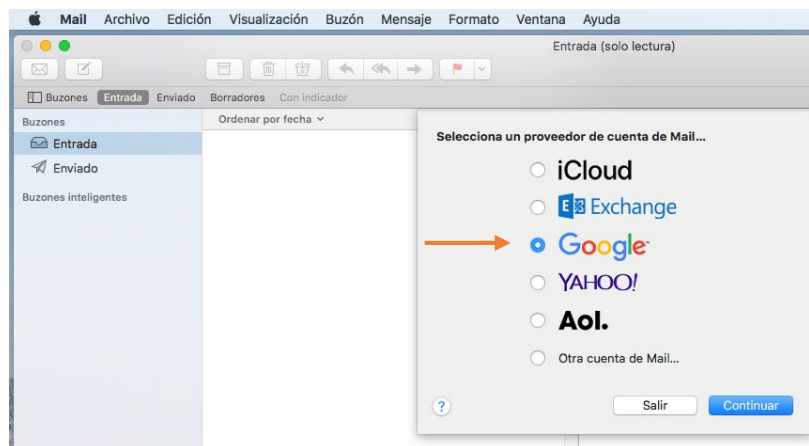 Mail Archivo Edición Visualización Buzón Mensaje Formato Ventana Ayuda
Entrada (solo lectura)
Buzones Entrada Enviado Borradores Con indicador
Buzones
Entrada
Enviado
Buzones inteligentes
Ordenar por fecha
Selecciona un proveedor de cuenta de Mail...
iCloud
E Exchange
Google
YAHOO!
Aol.
Otra cuenta de Mail...
? Salir Continuar